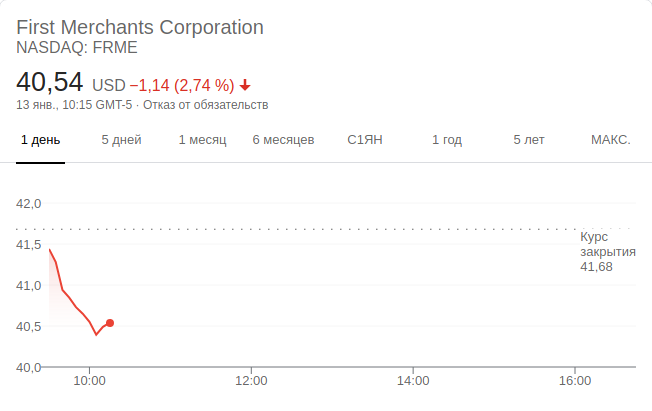 First Merchants Corporation
NASDAQ: FRME
40,54 USD −1,14 (2,74 %)
13 янв., 10:15 GMT-5 · Отказ от обязательств
1 день 5 дней 1 месяц 6 месяцев С1ЯН 1 год 5 лет МАКС.
42,0
Курс
41,5
закрытия
41,68
41,0
40,5
40,0
10:00 12:00 14:00 16:00